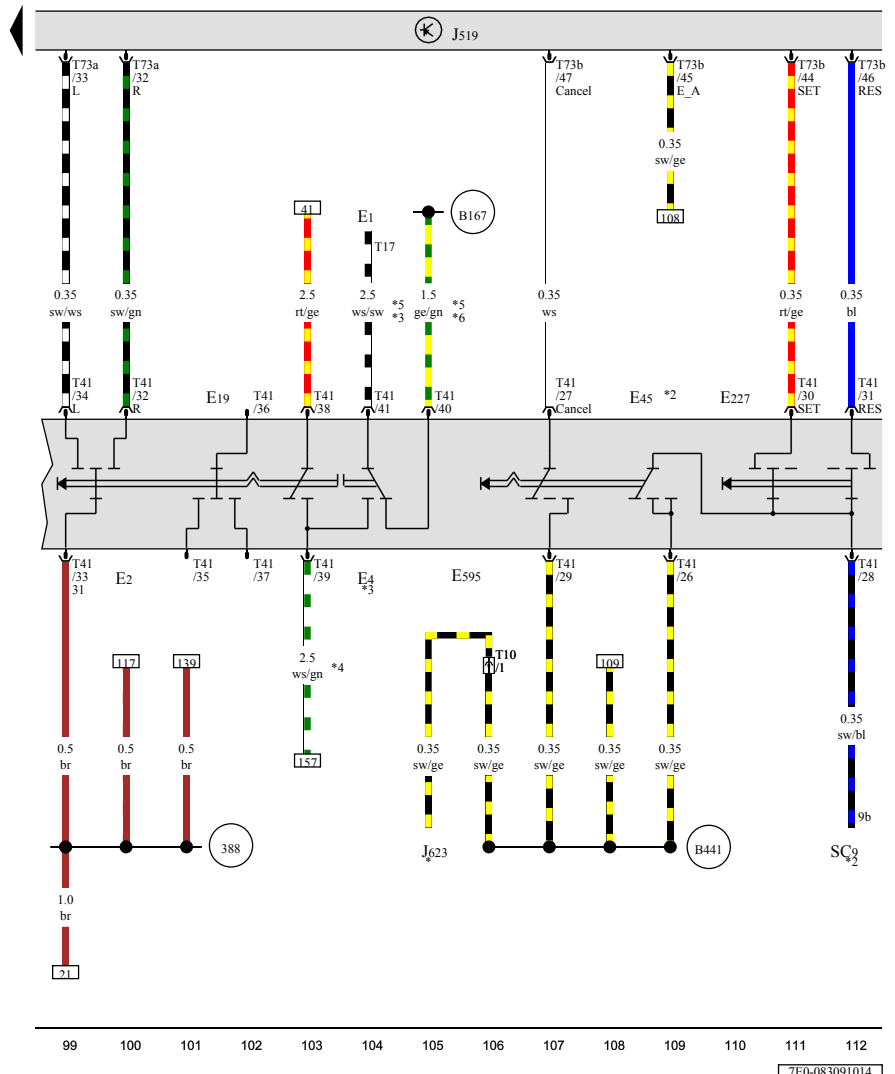 J519
T73a
/33
L
T73a
/32
R
T73b
/47
Cancel
T73b
/45
E_A
T73b
/44
SET
T73b
/46
RES
0.35
sw/ge
41
E1
T17
B167
108
0.35
sw/ws
0.35
sw/gn
2.5
rt/ge
2.5
ws/sw
*5
*3
1.5
ge/gn
*5
*6
0.35
ws
0.35
rt/ge
0.35
bl
T41
/34
L
T41
/32
R
E19
T41
/36
T41
/38
T41
/41
T41
/40
T41
/27
Cancel
E45 *2
E227
T41
/30
SET
T41
/31
RES
T41
/33
31
E2
T41
/35
T41
/37
T41
/39
E4
*3
E595
T41
/29
T41
/26
T41
/28
117
139
2.5
ws/gn
*4
T10
/1
109
0.35
sw/bl
0.5
br
0.5
br
0.5
br
157
0.35
sw/ge
0.35
sw/ge
0.35
sw/ge
0.35
sw/ge
0.35
sw/ge
9b
388
J623
*
B441
SC9
*2
1.0
br
21
99 100 101 102 103 104 105 106 107 108 109 110 111 112
7E0-083091014